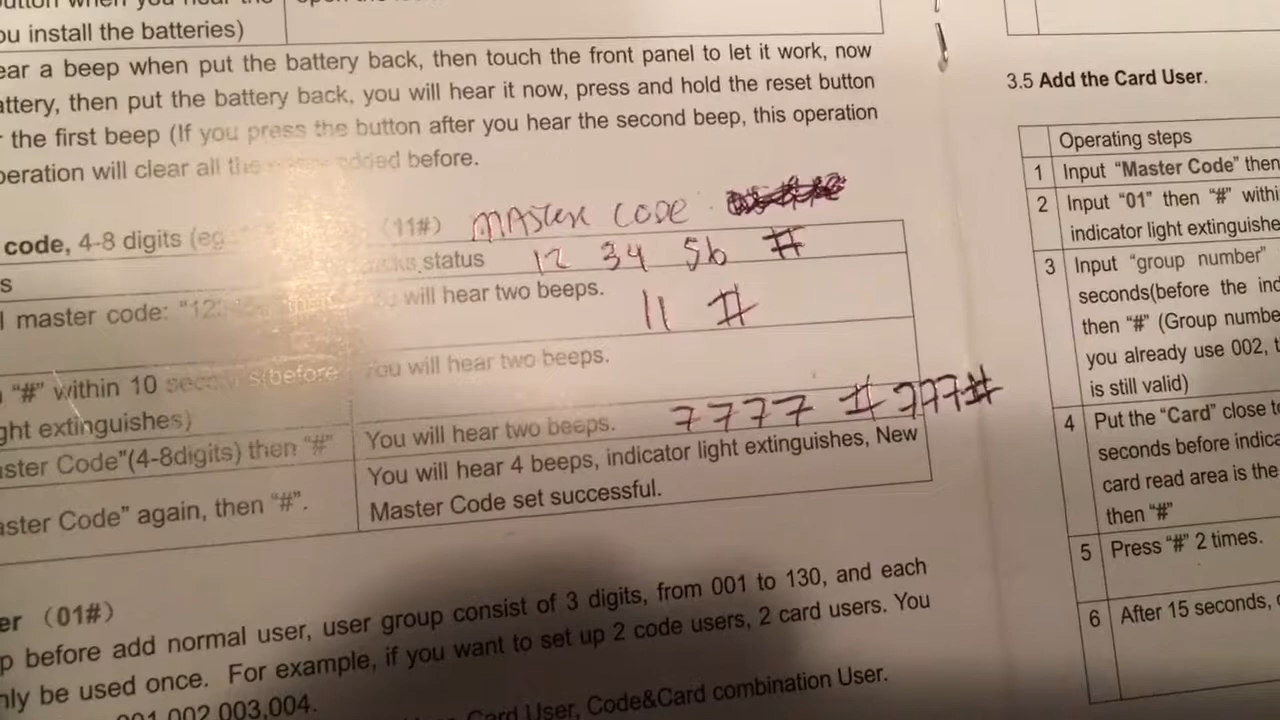 you install the batteries)
ear a beep when put the battery back, then touch the front panel to let it work, now
attery, then put the battery back, you will hear it now, press and hold the reset button
the first beep (If you press the button after you hear the second beep, this operation
peration will clear all the added before.
(11#) MASTER CODE
code, 4-8 digits (eg
status 12 34 56 #
master code: "12 will hear two beeps.
11 #
"#" within 10 seconds(before You will hear two beeps.
ght extinguishes)
You will hear two beeps. 7777 # 777#
aster Code"(4-8digits) then "#"
You will hear 4 beeps, indicator light extinguishes, New
Master Code set successful.
aster Code" again, then "#".
er (01#)
p before add normal user, user group consist of 3 digits, from 001 to 130, and each
nly be used once. For example, if you want to set up 2 code users, 2 card users. You
001,002,003,004.
Card User, Code&Card combination User.
3.5 Add the Card User.
Operating steps
1 Input "Master Code" then
2 Input "01" then "#" withi
indicator light extinguishe
3 Input "group number"
seconds(before the ind
then "#" (Group numbe
you already use 002, t
is still valid)
4 Put the "Card" close to
seconds before indica
card read area is the
then "#"
5 Press "#" 2 times.
6 After 15 seconds,